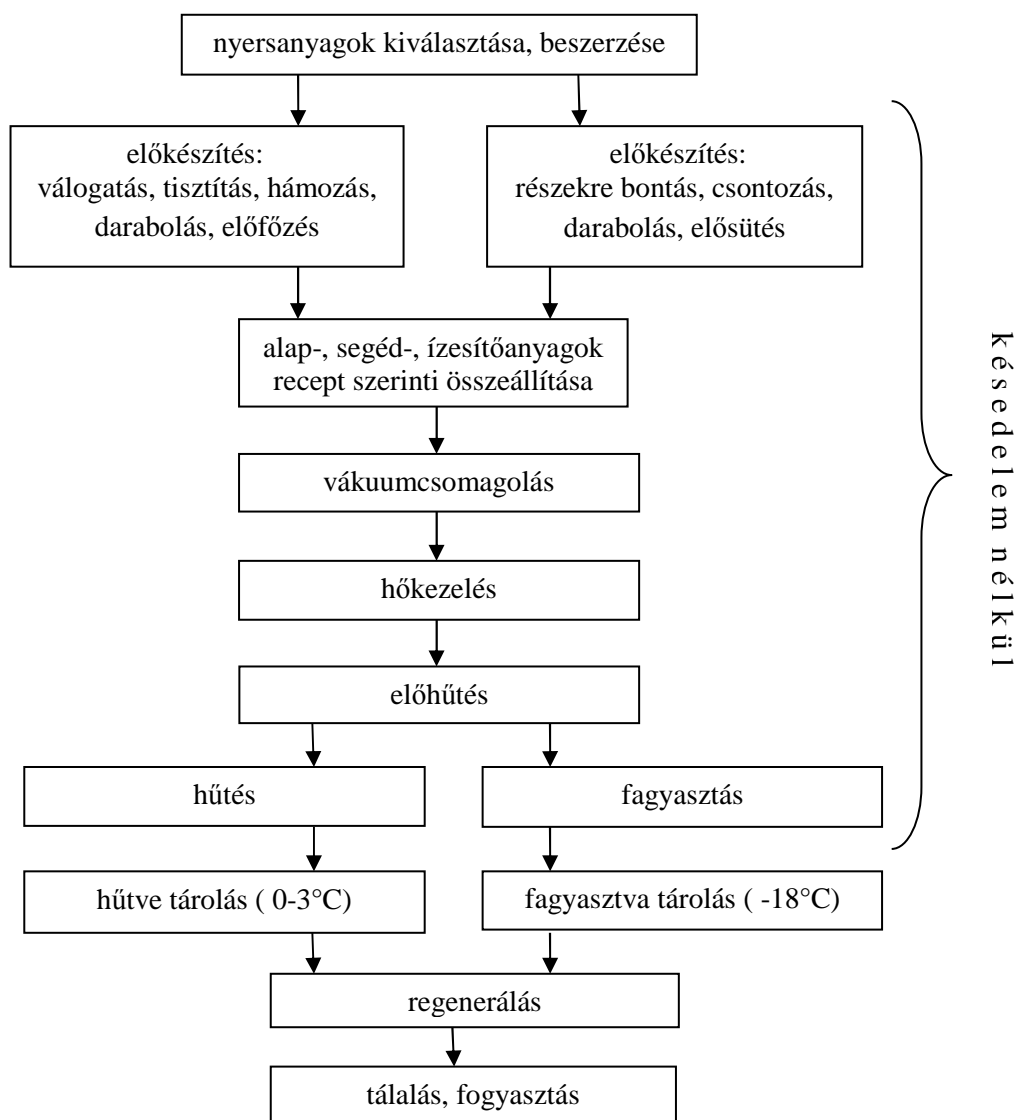 nyersanyagok kiválasztása, beszerzése
előkészítés:
válogatás, tisztítás, hámozás,
darabolás, előfőzés
előkészítés:
részekre bontás, csontozás,
darabolás, elősütés
alap-, segéd-, ízesítőanyagok
recept szerinti összeállítása
vákuumcsomagolás
hőkezelés
előhűtés
hűtés
fagyasztás
hűtve tárolás ( 0-3°C)
fagyasztva tárolás ( -18°C)
regenerálás
tálalás, fogyasztás
késedelem nélkül